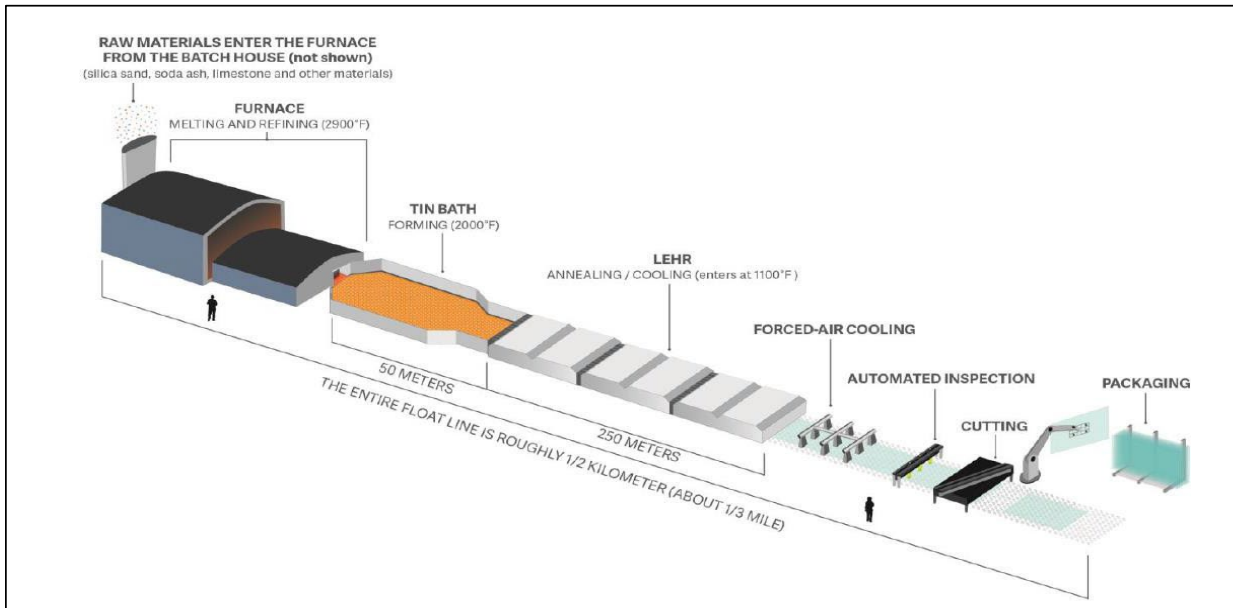 RAW MATERIALS ENTER THE FURNACE
FROM THE BATCH HOUSE (not shown)
(silica sand, soda ash, limestone and other materials)
FURNACE
MELTING AND REFINING (2900°F)
TIN BATH
FORMING (2000°F)
LEHR
ANNEALING / COOLING (enters at 1100°F )
FORCED-AIR COOLING
AUTOMATED INSPECTION
CUTTING
PACKAGING
50 METERS
250 METERS
THE ENTIRE FLOAT LINE IS ROUGHLY 1/2 KILOMETER (ABOUT 1/3 MILE)